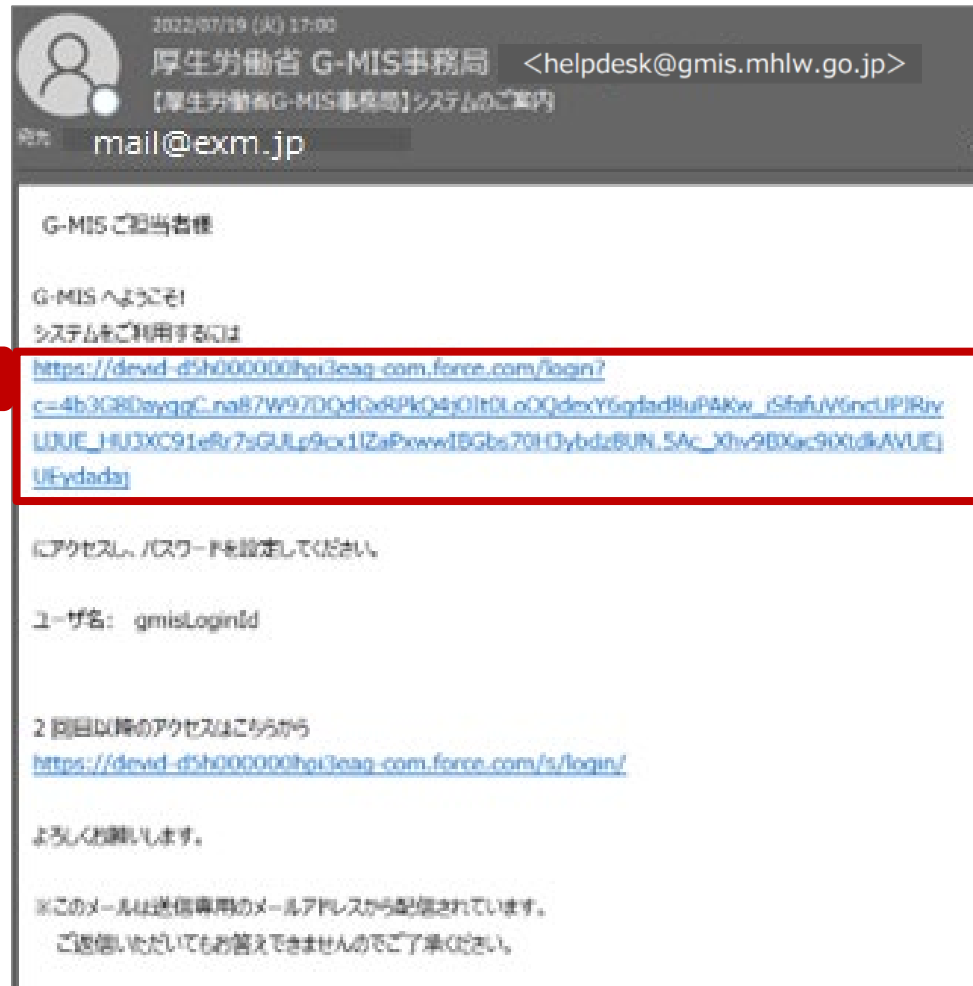 2022/07/19 (火) 17:00
厚生労働省 G-MIS事務局 <helpdesk@gmis.mhlw.go.jp>
【厚生労働省G-MIS事務局】システムのご案内
宛先 mail@exm.jp
G-MIS ご担当者様
G-MIS へようこそ!
システムをご利用するには
https://devid-d5h000000hpi3eag-com.force.com/login?
にアクセスし、パスワードを設定してください。
ユーザ名: gmisLoginId
2 回目以降のアクセスはこちらから
https://devid-d5h000000hpi3eag-com.force.com/s/login/
よろしくお願いします。
※このメールは送信専用のメールアドレスから配信されています。
ご返信いただいてもお答えできませんのでご了承ください。